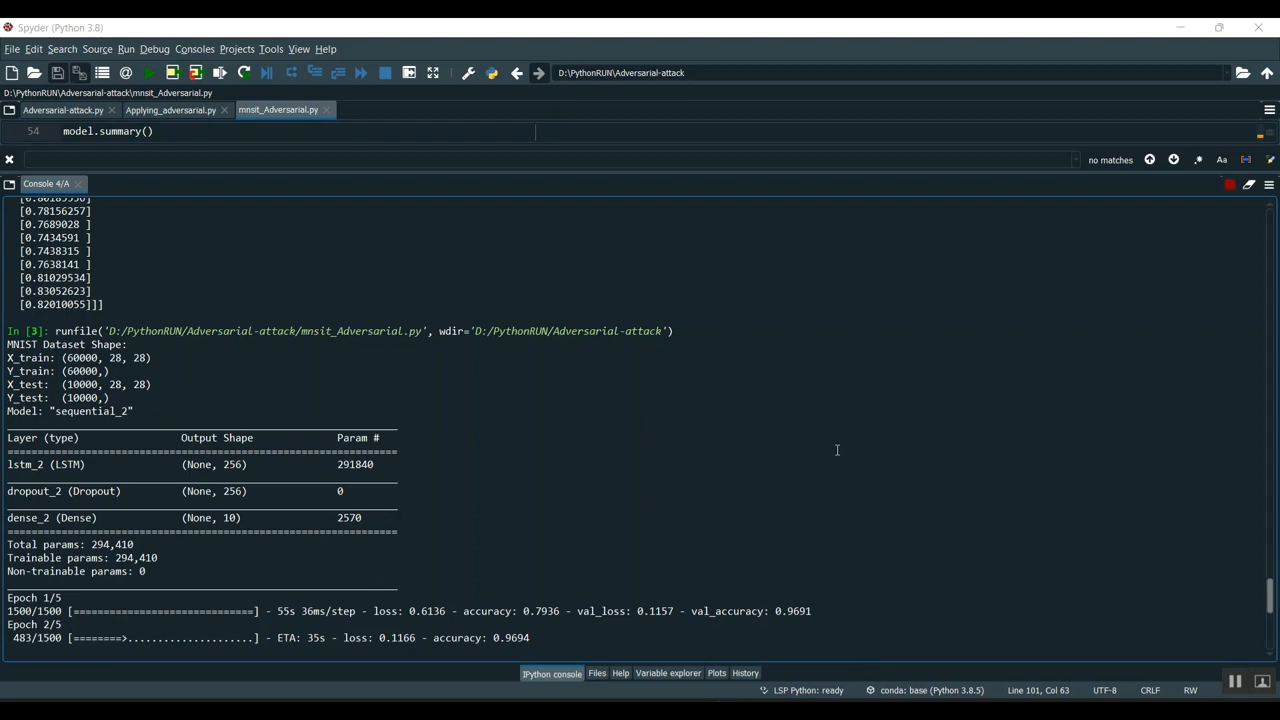 Spyder (Python 3.8)
File Edit Search Source Run Debug Consoles Projects Tools View Help
D:\PythonRUN\Adversarial-attack
D:\PythonRUN\Adversarial-attack\mnsit_Adversarial.py
Adversarial-attack.py Applying_adversarial.py mnsit_Adversarial.py
54 model.summary()
no matches .* Aa
Console 4/A
[0.78156257]
[0.7689028 ]
[0.7434591 ]
[0.7438315 ]
[0.7638141 ]
[0.81029534]
[0.83052623]
[0.82010055]]]
In [3]: runfile('D:/PythonRUN/Adversarial-attack/mnsit_Adversarial.py', wdir='D:/PythonRUN/Adversarial-attack')
MNIST Dataset Shape:
X_train: (60000, 28, 28)
Y_train: (60000,)
X_test:  (10000, 28, 28)
Y_test:  (10000,)
Model: "sequential_2"
Layer (type) Output Shape Param #
=================================================================
lstm_2 (LSTM) (None, 256) 291840
dropout_2 (Dropout) (None, 256) 0
dense_2 (Dense) (None, 10) 2570
=================================================================
Total params: 294,410
Trainable params: 294,410
Non-trainable params: 0
Epoch 1/5
1500/1500 [==============================] - 55s 36ms/step - loss: 0.6136 - accuracy: 0.7936 - val_loss: 0.1157 - val_accuracy: 0.9691
Epoch 2/5
483/1500 [========>.....................] - ETA: 35s - loss: 0.1166 - accuracy: 0.9694
IPython console Files Help Variable explorer Plots History
LSP Python: ready conda: base (Python 3.8.5) Line 101, Col 63 UTF-8 CRLF RW